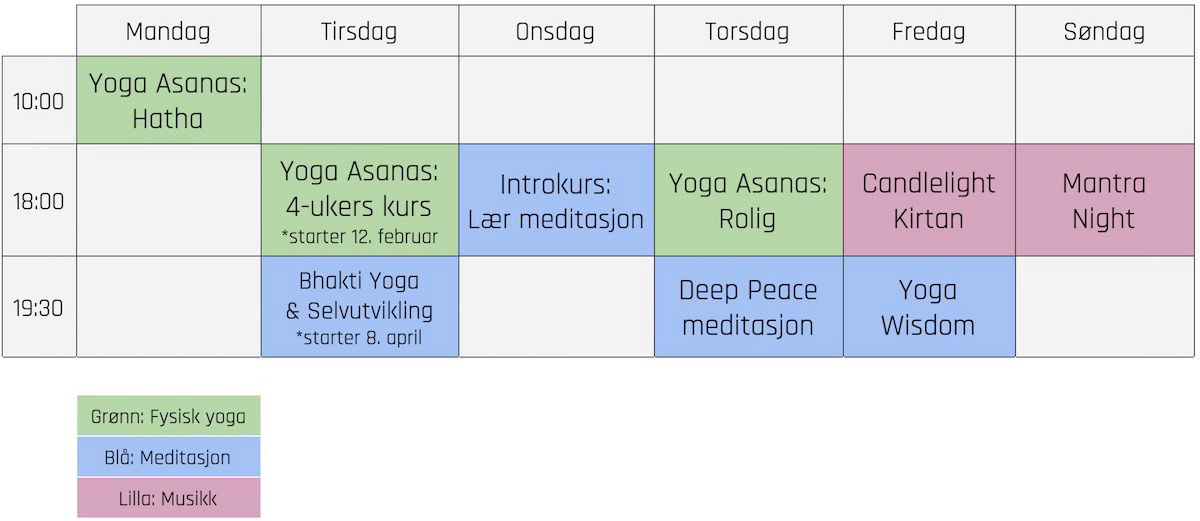 Mandag Tirsdag Onsdag Torsdag Fredag Søndag
10:00
Yoga Asanas:
Hatha
18:00
Yoga Asanas:
4-ukers kurs
*starter 12. februar
Introkurs:
Lær meditasjon
Yoga Asanas:
Rolig
Candlelight
Kirtan
Mantra
Night
19:30
Bhakti Yoga
& Selvutvikling
*starter 8. april
Deep Peace
meditasjon
Yoga
Wisdom
Grønn: Fysisk yoga
Blå: Meditasjon
Lilla: Musikk